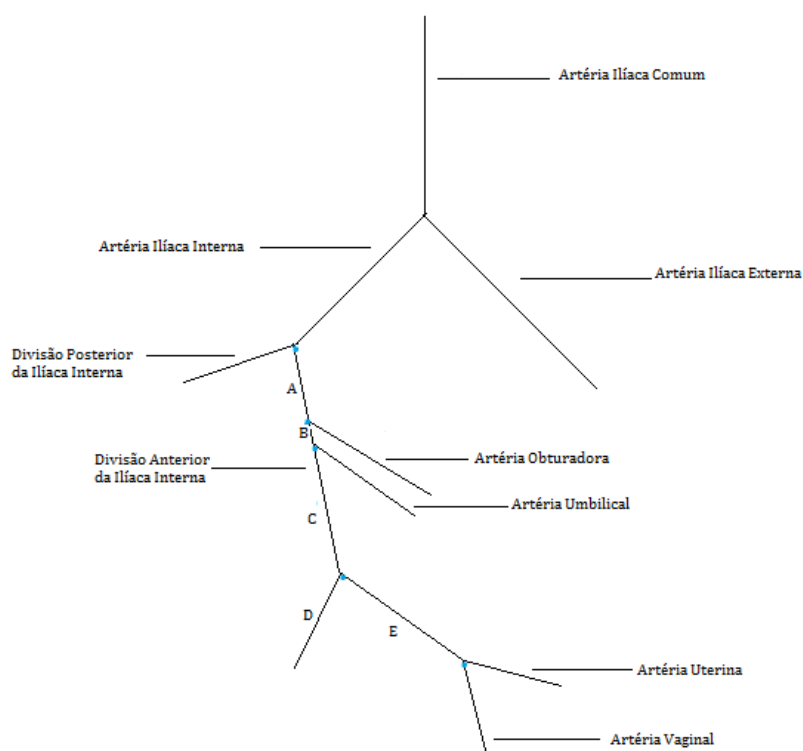 Artéria Ilíaca Comum
Artéria Ilíaca Interna
Artéria Ilíaca Externa
Divisão Posterior
da Ilíaca Interna
A
B
Divisão Anterior
da Ilíaca Interna
Artéria Obturadora
Artéria Umbilical
C
D
E
Artéria Uterina
Artéria Vaginal